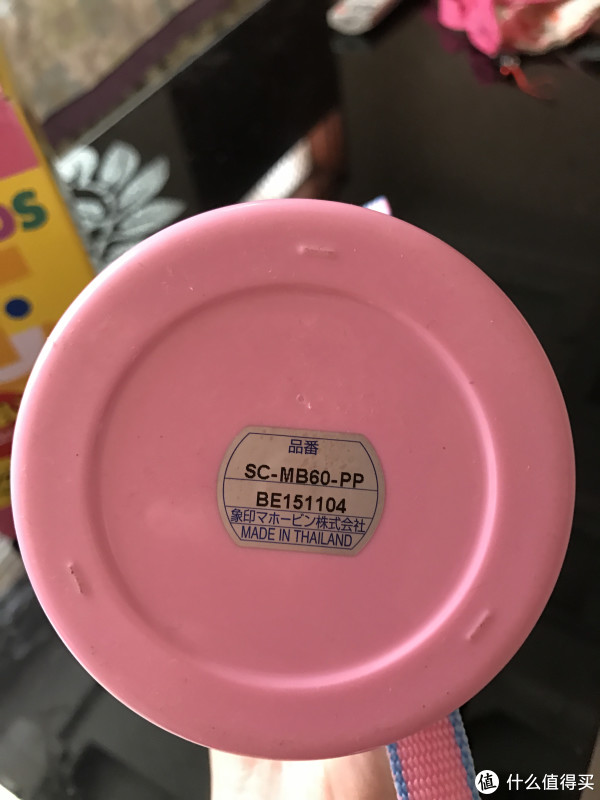 品番
SC-MB60-PP
BE151104
象印マホービン株式会社
MADE IN THAILAND
值 什么值得买